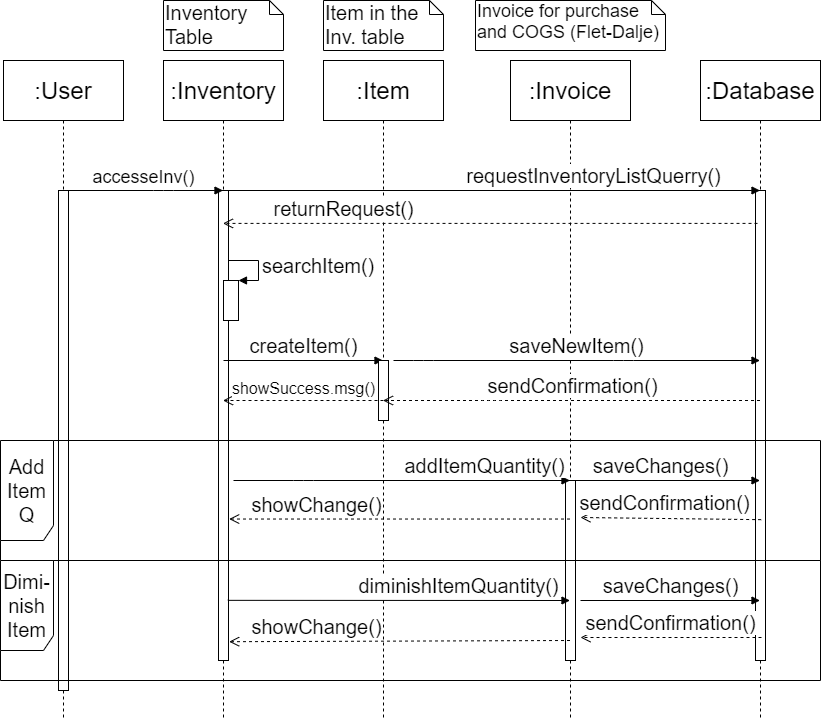 Inventory
Table
Item in the
Inv. table
Invoice for purchase
and COGS (Flet-Dalje)
:User
:Inventory
:Item
:Invoice
:Database
accesseInv()
requestInventoryListQuerry()
returnRequest()
searchItem()
createItem()
saveNewItem()
showSuccess.msg()
sendConfirmation()
Add
Item
Q
addItemQuantity()
saveChanges()
showChange()
sendConfirmation()
Dimi-
nish
Item
diminishItemQuantity()
saveChanges()
showChange()
sendConfirmation()